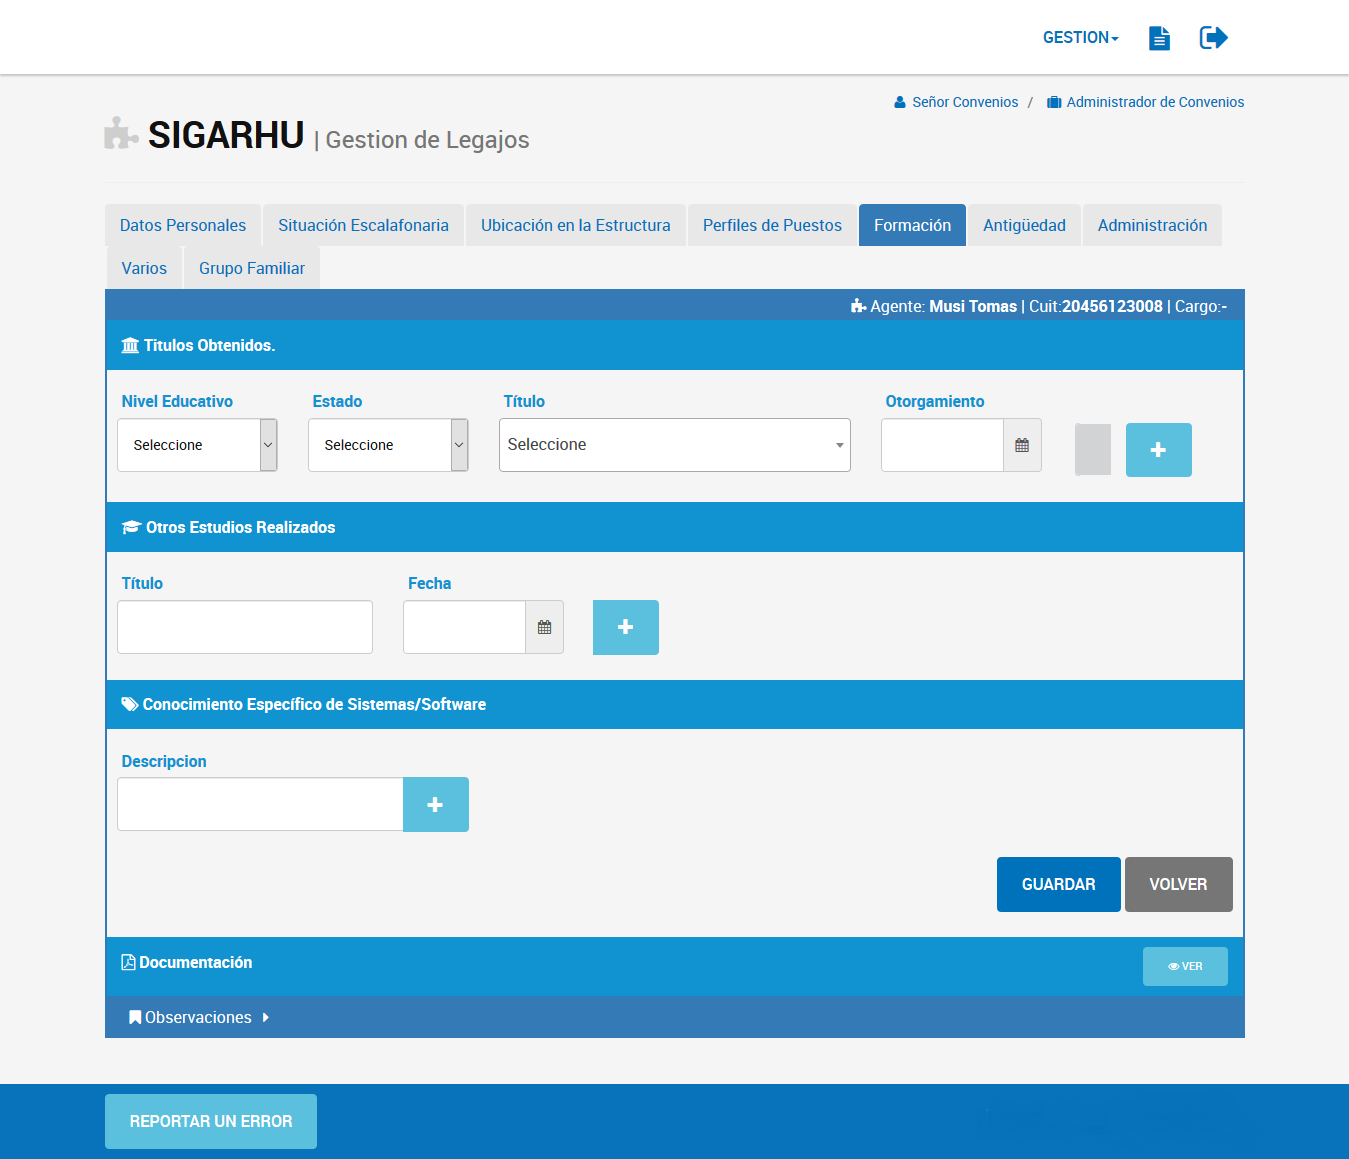 GESTION
Señor Convenios / Administrador de Convenios
SIGARHU | Gestion de Legajos
Datos Personales Situación Escalafonaria Ubicación en la Estructura Perfiles de Puestos Formación Antigüedad Administración
Varios Grupo Familiar
Agente: Musi Tomas | Cuit:20456123008 | Cargo:-
Titulos Obtenidos.
Nivel Educativo Estado Título Otorgamiento
Seleccione Seleccione Seleccione
Otros Estudios Realizados
Título Fecha
Conocimiento Específico de Sistemas/Software
Descripcion
GUARDAR VOLVER
Documentación VER
Observaciones
REPORTAR UN ERROR